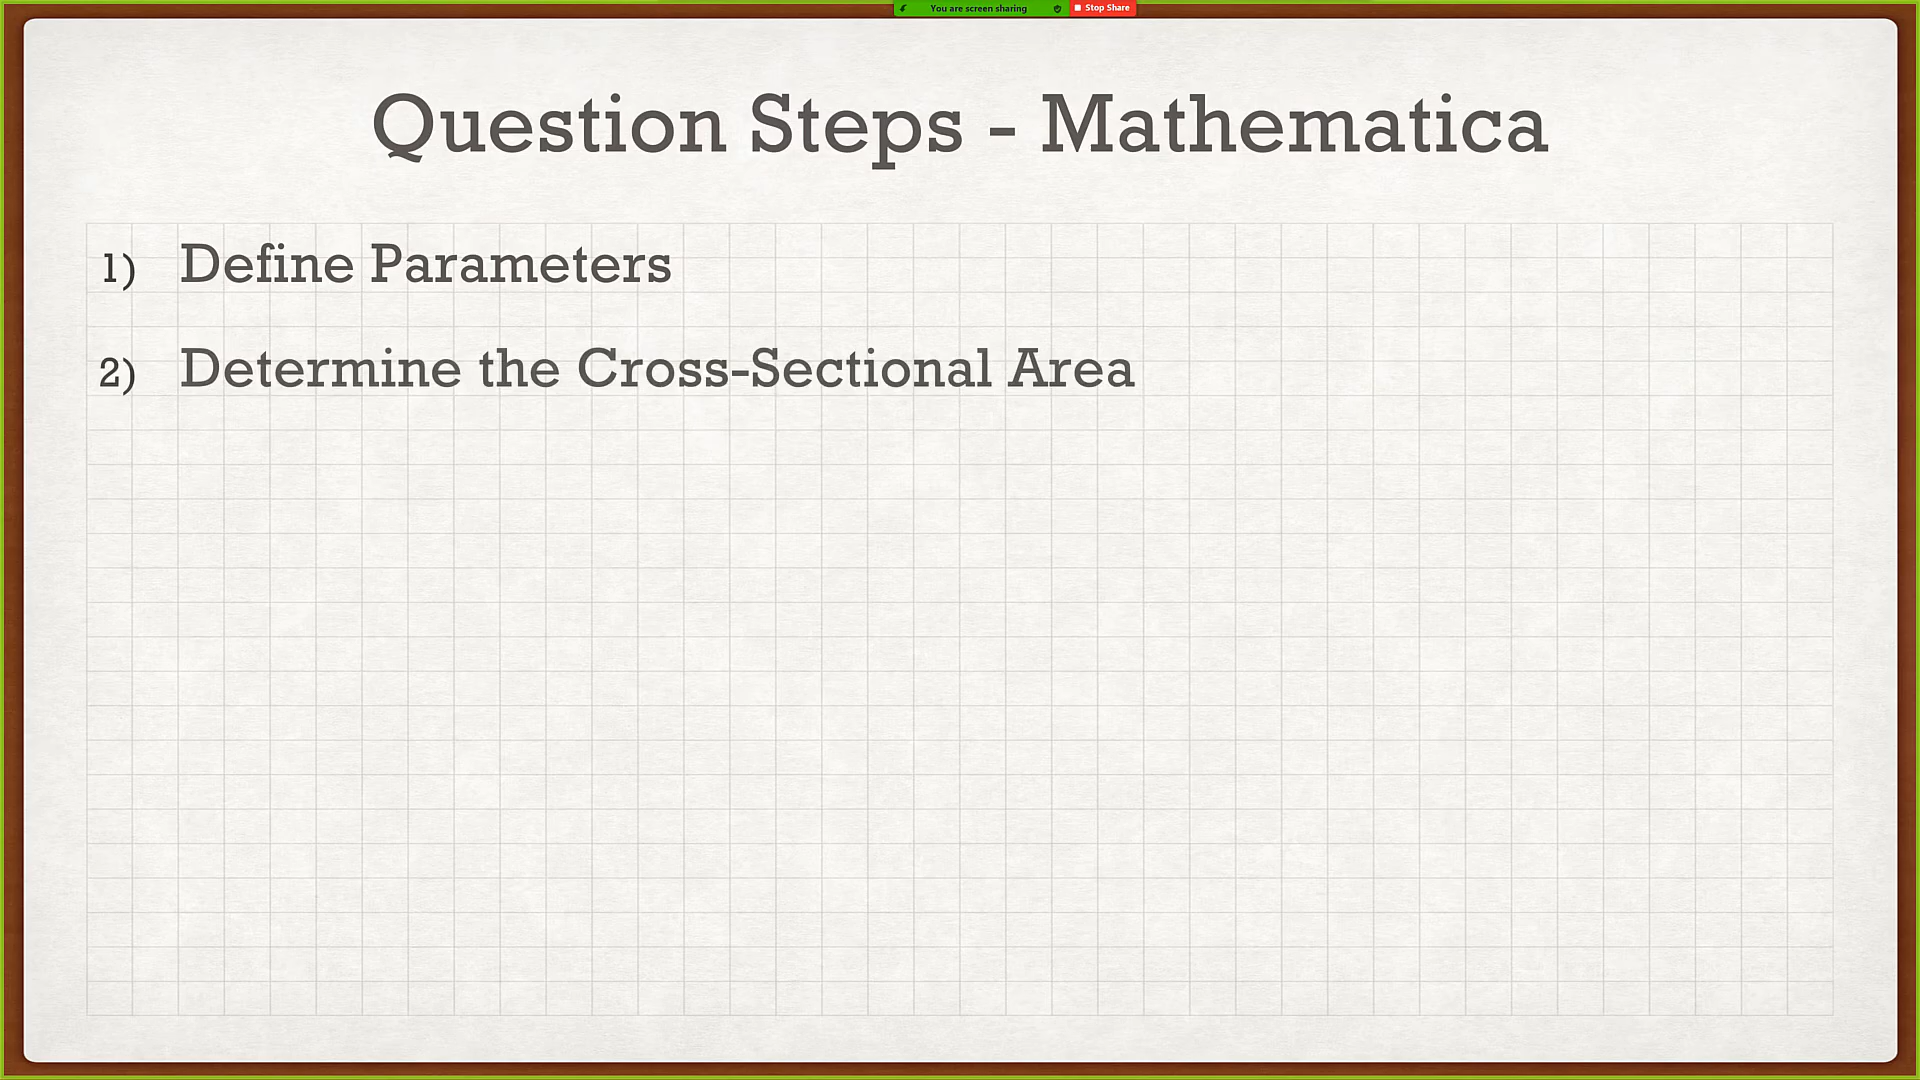 You are screen sharing
Stop Share
Question Steps - Mathematica
1) Define Parameters
2) Determine the Cross-Sectional Area